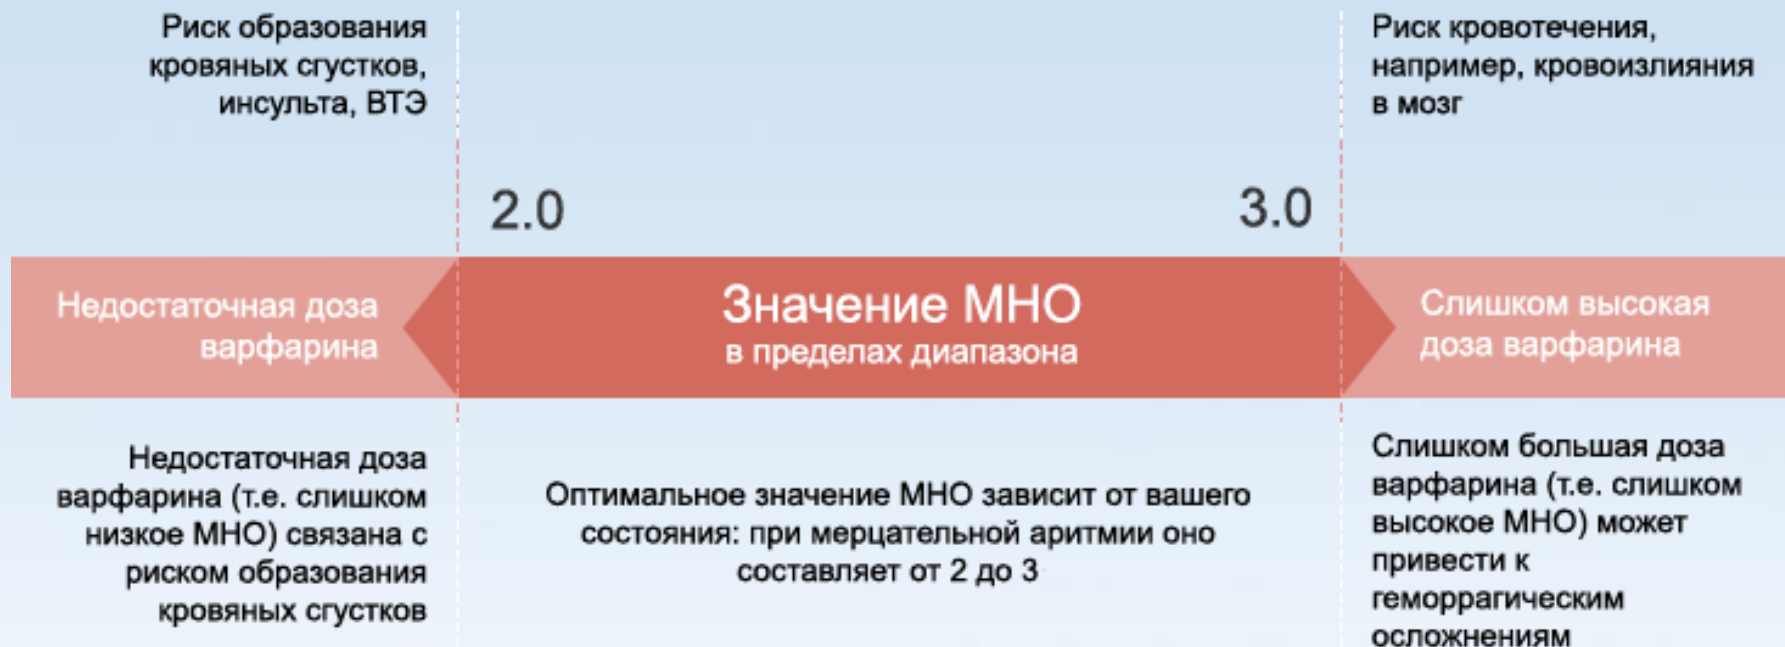 Риск образования
кровяных сгустков,
инсульта, ВТЭ
Риск кровотечения,
например, кровоизлияния
в мозг
2.0
3.0
Недостаточная доза
варфарина
Значение МНО
в пределах диапазона
Слишком высокая
доза варфарина
Недостаточная доза
варфарина (т.е. слишком
низкое МНО) связана с
риском образования
кровяных сгустков
Оптимальное значение МНО зависит от вашего
состояния: при мерцательной аритмии оно
составляет от 2 до 3
Слишком большая доза
варфарина (т.е. слишком
высокое МНО) может
привести к
геморрагическим
осложнениям